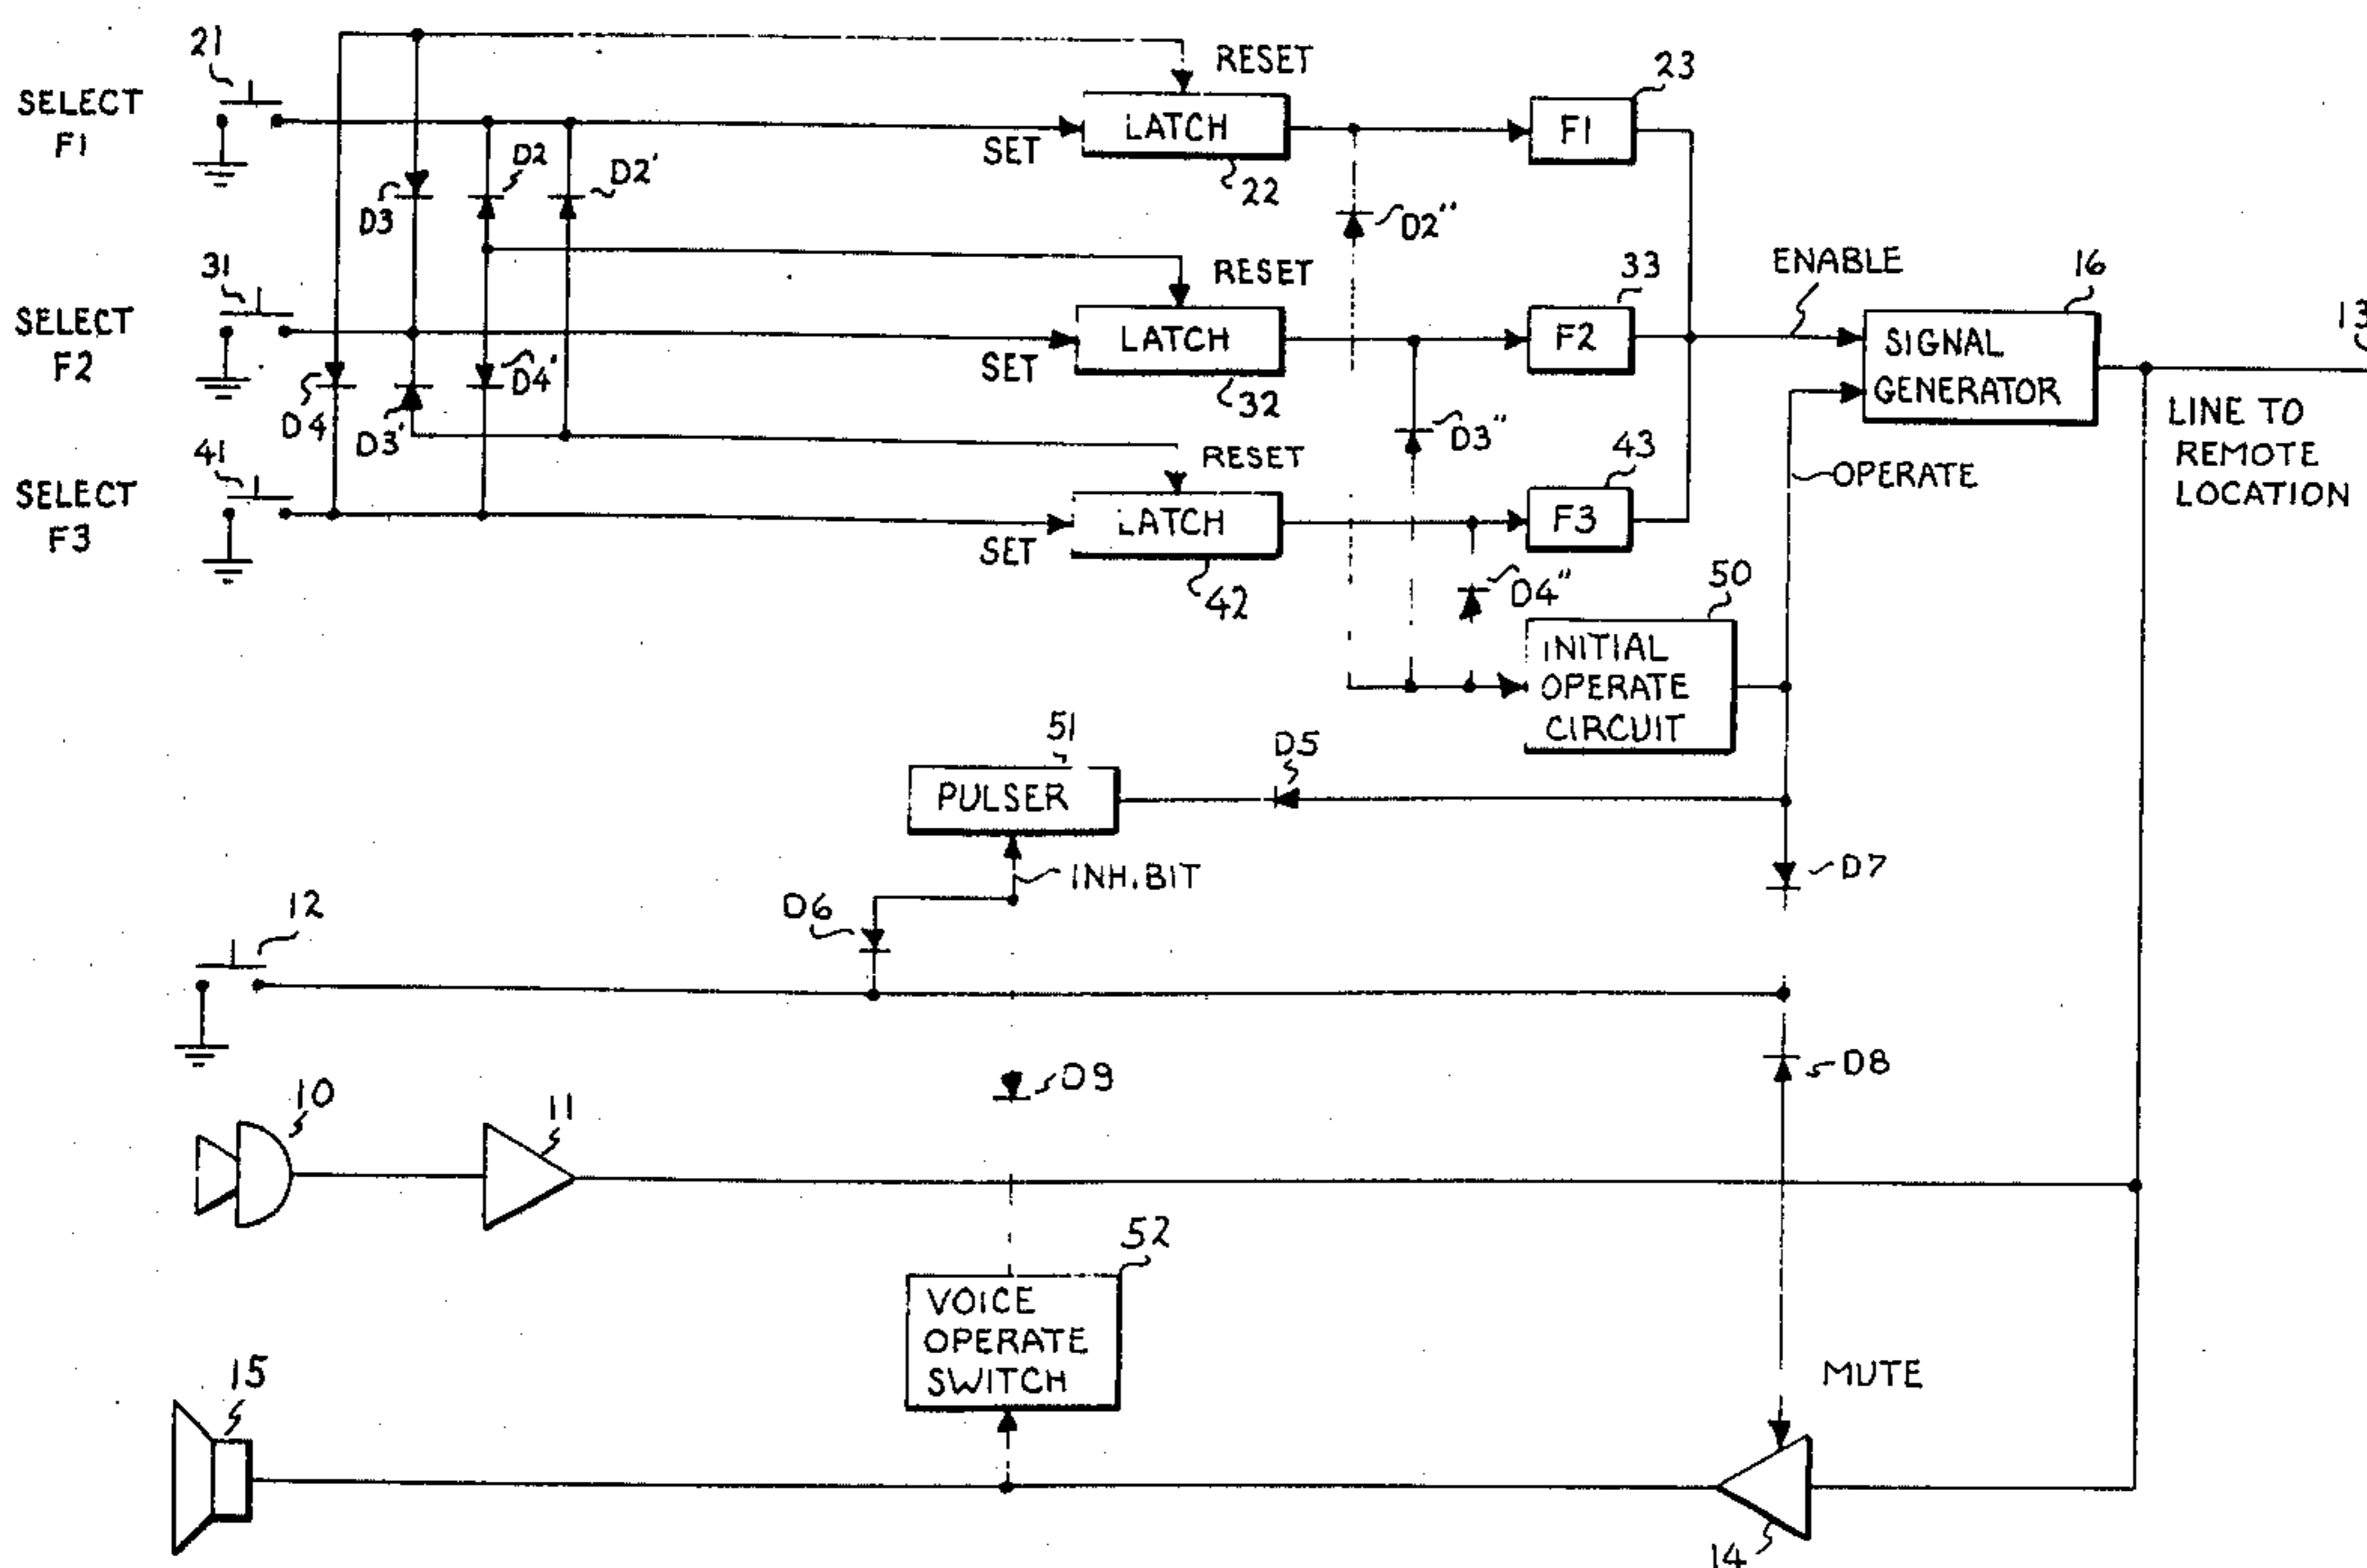 21
SELECT
F1
RESET
LATCH
SET
22
F1
23
D3
D2
D2'
D2"
31
SELECT
F2
RESET
LATCH
SET
32
F2
33
ENABLE
16
SIGNAL
GENERATOR
13
LINE TO
REMOTE
LOCATION
OPERATE
D4
D3'
D4'
D3"
41
SELECT
F3
RESET
LATCH
SET
42
F3
43
D4"
50
INITIAL
OPERATE
CIRCUIT
51
PULSER
D5
INH.BIT
D6
D7
12
D9
D8
10
11
52
VOICE
OPERATE
SWITCH
15
MUTE
14